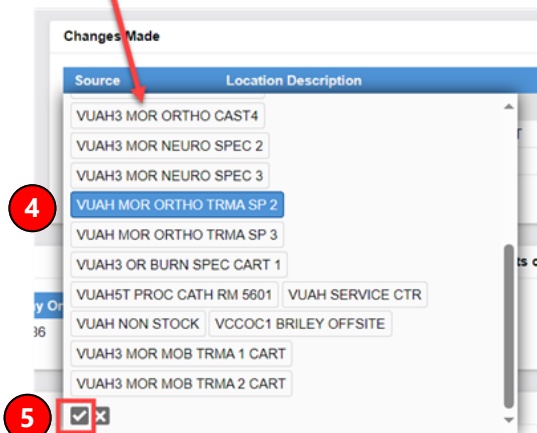 Changes Made
Source Location Description
VUAH3 MOR ORTHO CAST4
VUAH3 MOR NEURO SPEC 2
VUAH3 MOR NEURO SPEC 3
4
VUAH MOR ORTHO TRMA SP 2
VUAH MOR ORTHO TRMA SP 3
VUAH3 OR BURN SPEC CART 1
VUAH5T PROC CATH RM 5601 VUAH SERVICE CTR
VUAH NON STOCK VCCOC1 BRILEY OFFSITE
VUAH3 MOR MOB TRMA 1 CART
VUAH3 MOR MOB TRMA 2 CART
5